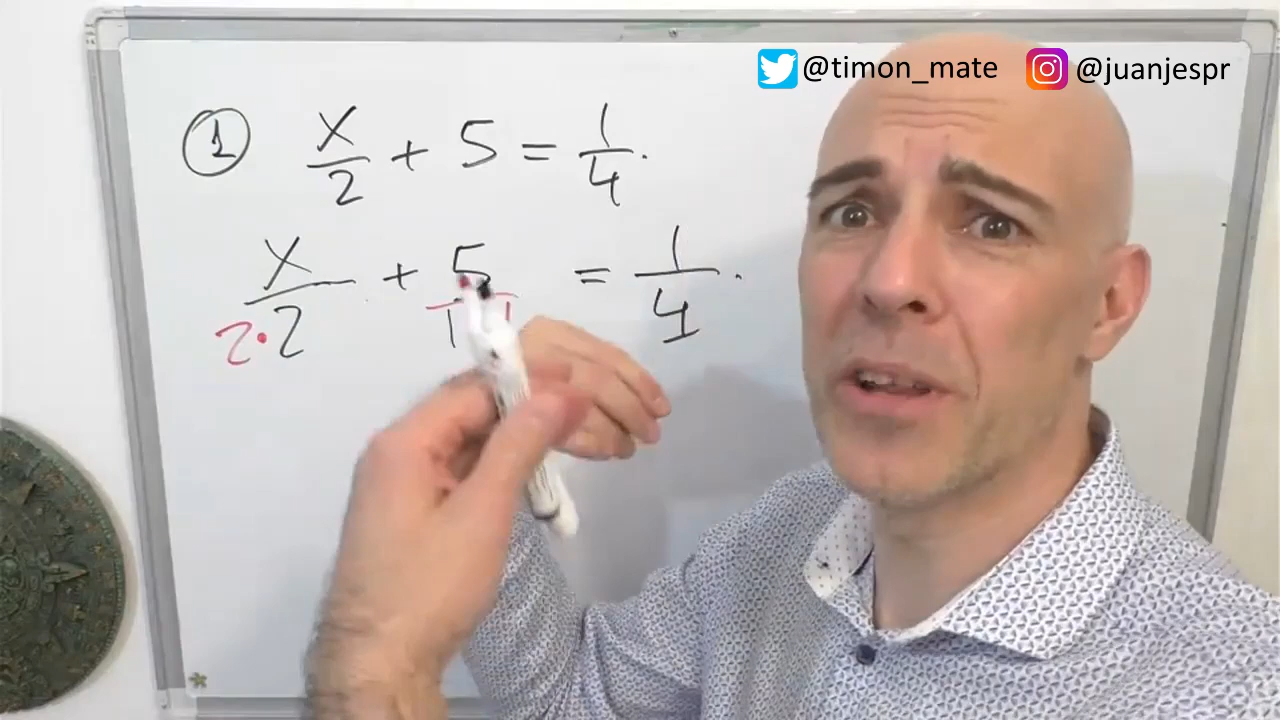 @timon_mate @juanjespr
1 x/2 + 5 = 1/4.
x/2·2 + 5/1 = 1/4.